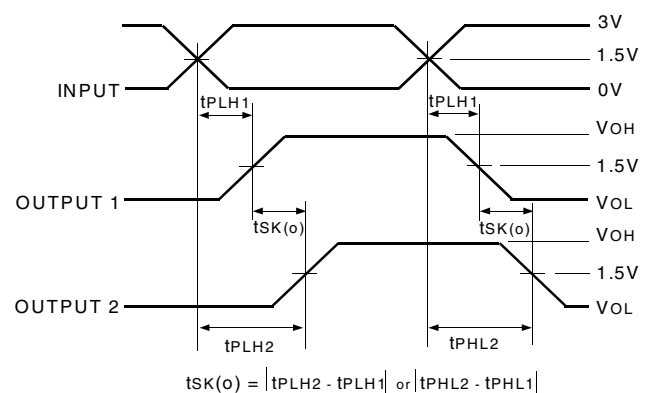 3V
1.5V
INPUT
0V
tPLH1 tPLH1
VOH
1.5V
OUTPUT 1
VOL
tSK(o) tSK(o)
VOH
1.5V
OUTPUT 2
VOL
tPLH2 tPHL2
tSK(o) = |tPLH2 - tPLH1| or |tPHL2 - tPHL1|